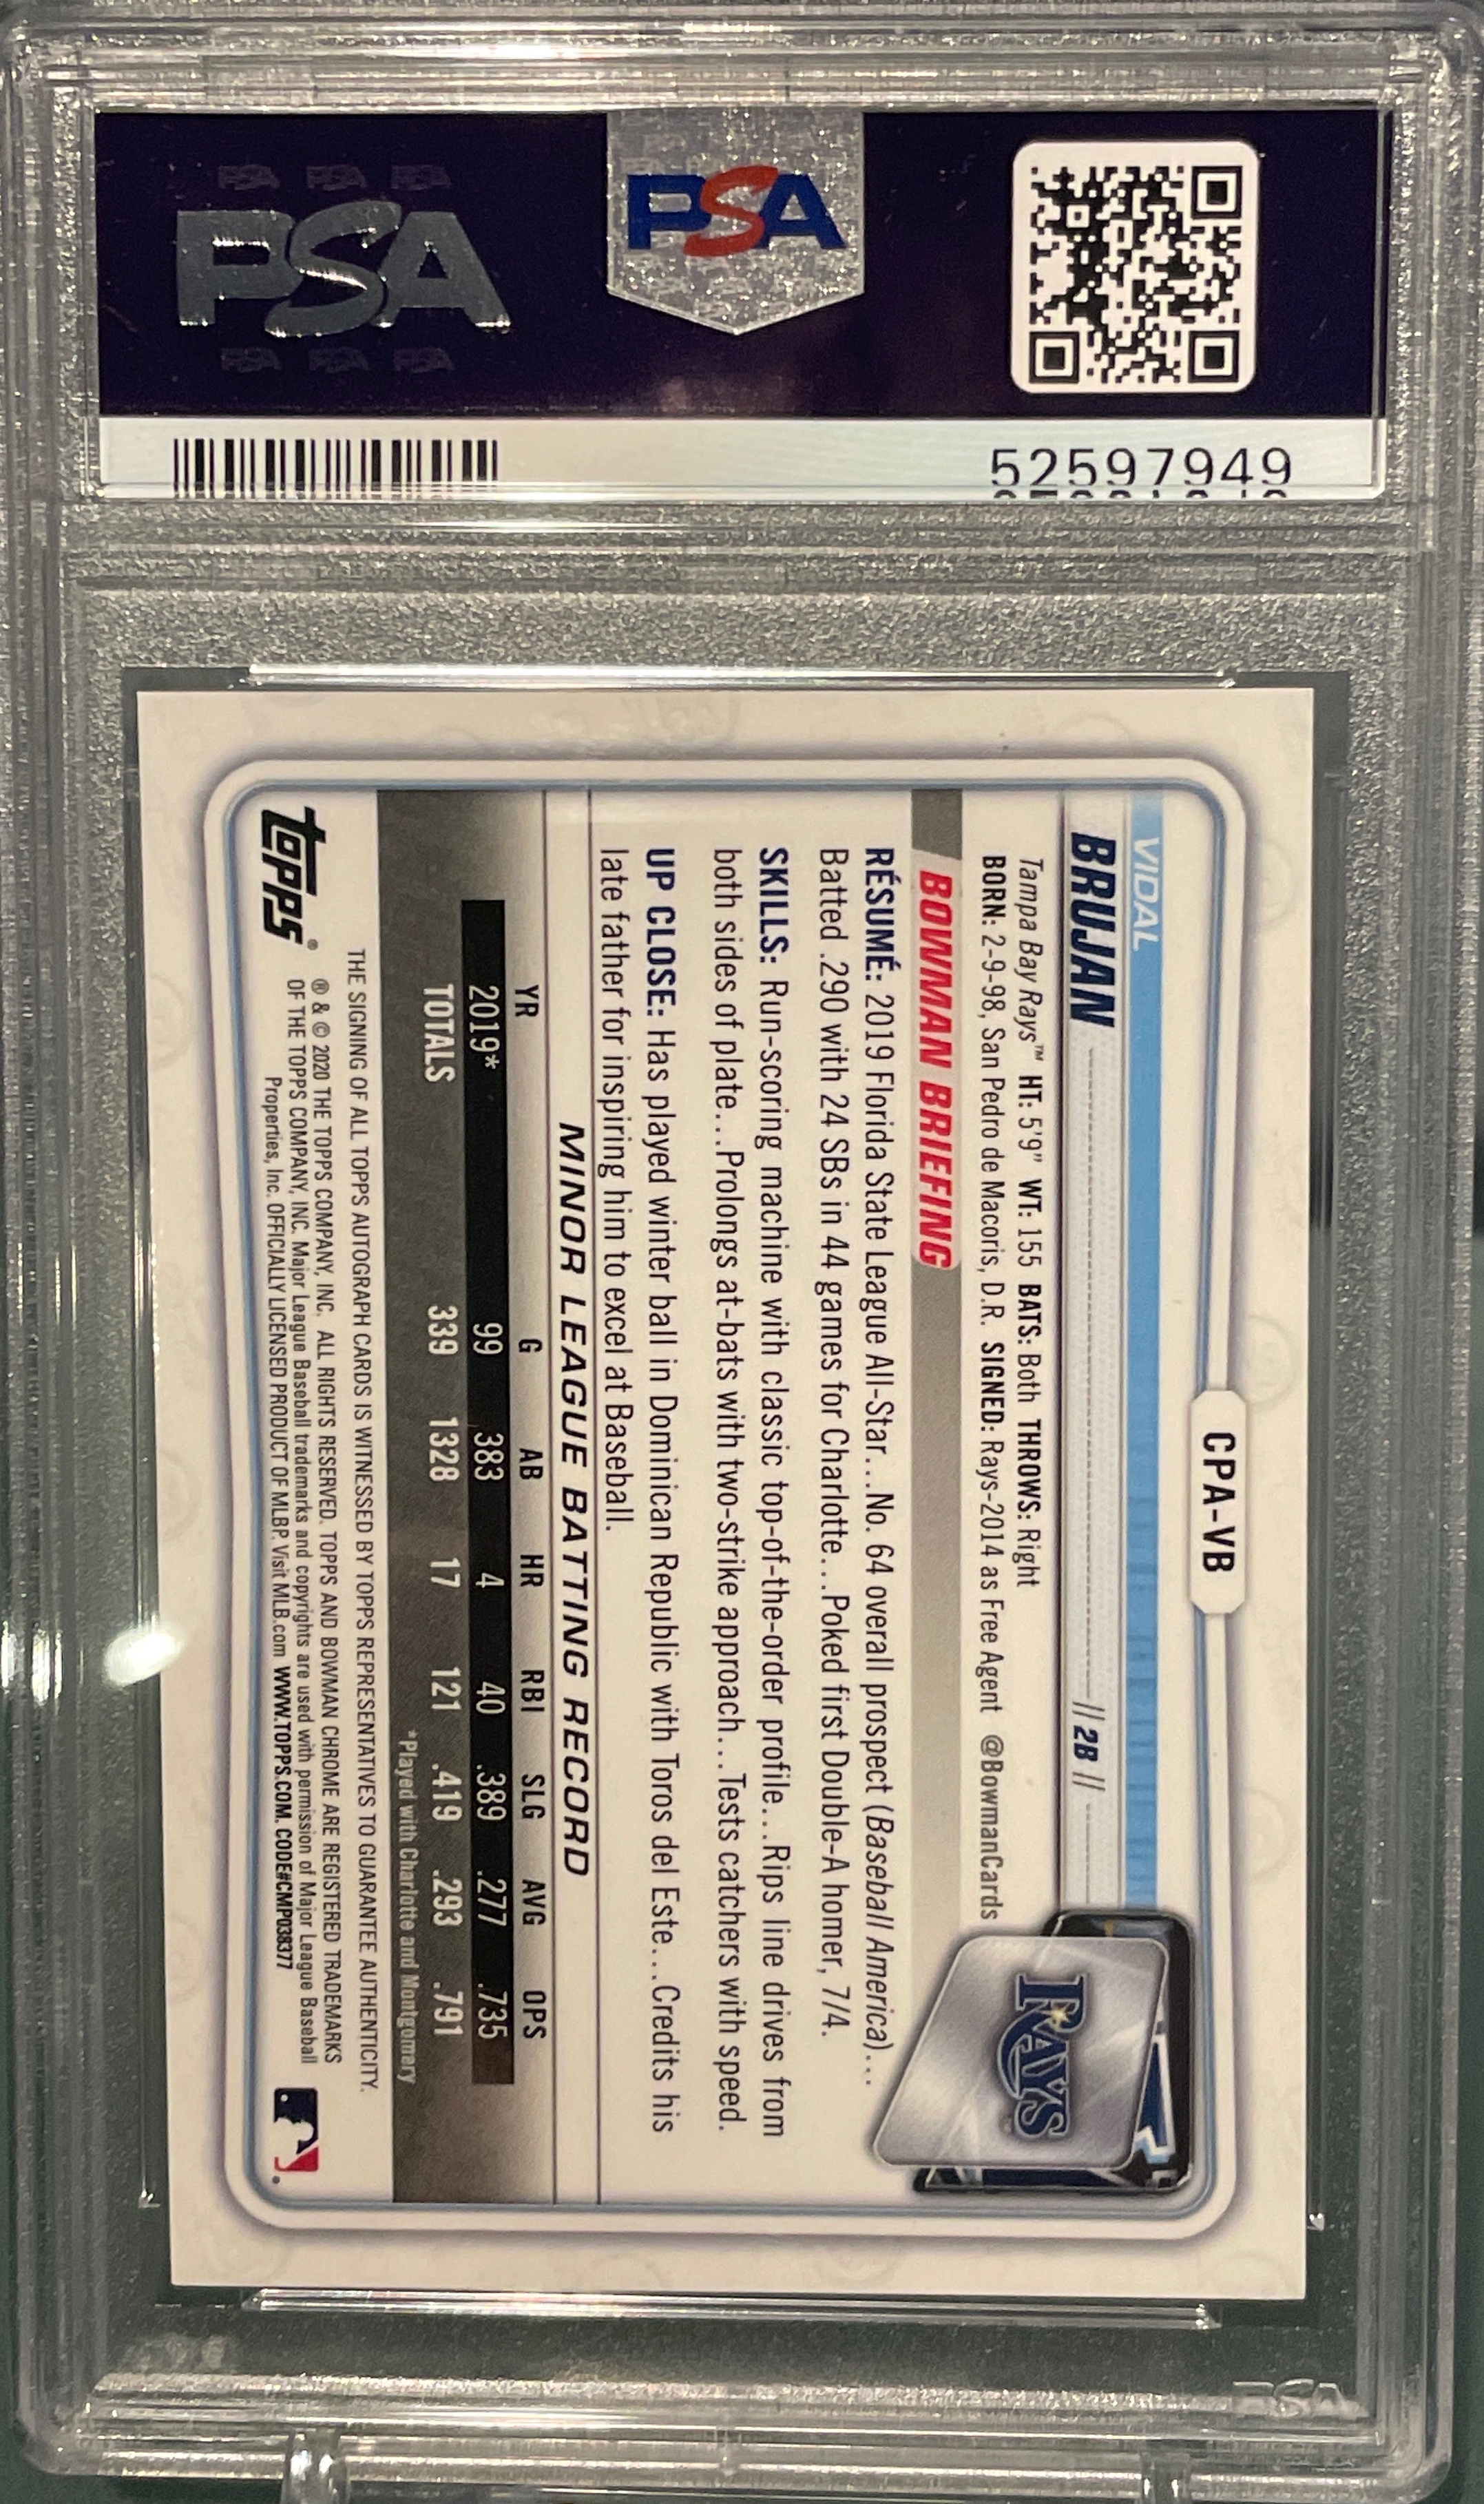 PSA PSA PSA
PSA
PSA PSA PSA
PSA
52597949
CPA-VB
VIDAL
BRUJAN
// 2B //
Tampa Bay Rays™ HT: 5'9" WT: 155 BATS: Both THROWS: Right
BORN: 2-9-98, San Pedro de Macoris, D.R. SIGNED: Rays-2014 as Free Agent @BowmanCards
RAYS
BOWMAN BRIEFING
RÉSUMÉ: 2019 Florida State League All-Star...No. 64 overall prospect (Baseball America)...
Batted .290 with 24 SBs in 44 games for Charlotte...Poked first Double-A homer, 7/4.
SKILLS: Run-scoring machine with classic top-of-the-order profile...Rips line drives from
both sides of plate...Prolongs at-bats with two-strike approach...Tests catchers with speed.
UP CLOSE: Has played winter ball in Dominican Republic with Toros del Este...Credits his
late father for inspiring him to excel at Baseball.
MINOR LEAGUE BATTING RECORD
YR G AB HR RBI SLG AVG OPS
2019* 99 383 4 40 .389 .277 .735
TOTALS 339 1328 17 121 .419 .293 .791
*Played with Charlotte and Montgomery
THE SIGNING OF ALL TOPPS AUTOGRAPH CARDS IS WITNESSED BY TOPPS REPRESENTATIVES TO GUARANTEE AUTHENTICITY.
topps®
® & © 2020 THE TOPPS COMPANY, INC. ALL RIGHTS RESERVED. TOPPS AND BOWMAN CHROME ARE REGISTERED TRADEMARKS
OF THE TOPPS COMPANY, INC. Major League Baseball trademarks and copyrights are used with permission of Major League Baseball
Properties, Inc. OFFICIALLY LICENSED PRODUCT OF MLBP. Visit MLB.com WWW.TOPPS.COM. CODE#CMP038377
PSA